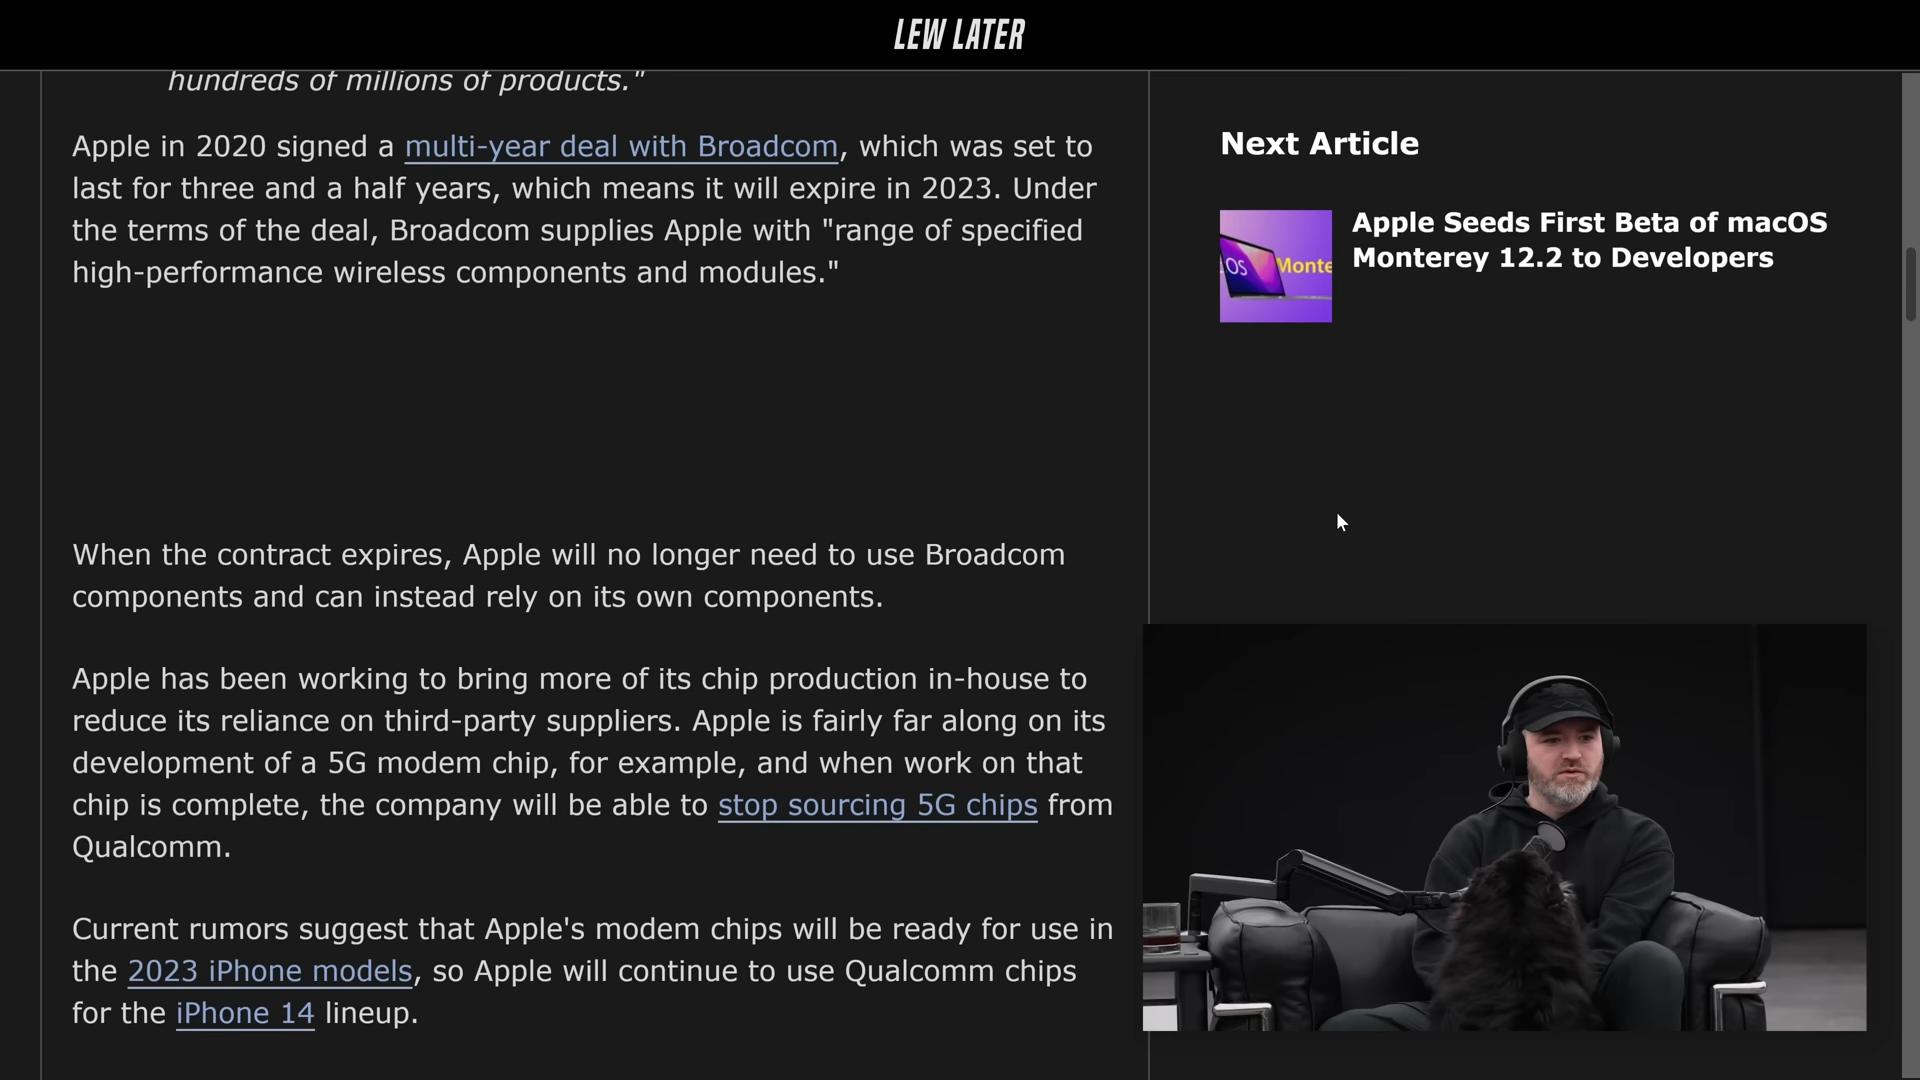 LEW LATER
hundreds of millions of products."
Apple in 2020 signed a multi-year deal with Broadcom, which was set to
last for three and a half years, which means it will expire in 2023. Under
the terms of the deal, Broadcom supplies Apple with "range of specified
high-performance wireless components and modules."
When the contract expires, Apple will no longer need to use Broadcom
components and can instead rely on its own components.
Apple has been working to bring more of its chip production in-house to
reduce its reliance on third-party suppliers. Apple is fairly far along on its
development of a 5G modem chip, for example, and when work on that
chip is complete, the company will be able to stop sourcing 5G chips from
Qualcomm.
Current rumors suggest that Apple's modem chips will be ready for use in
the 2023 iPhone models, so Apple will continue to use Qualcomm chips
for the iPhone 14 lineup.
Next Article
OS Monte
Apple Seeds First Beta of macOS
Monterey 12.2 to Developers